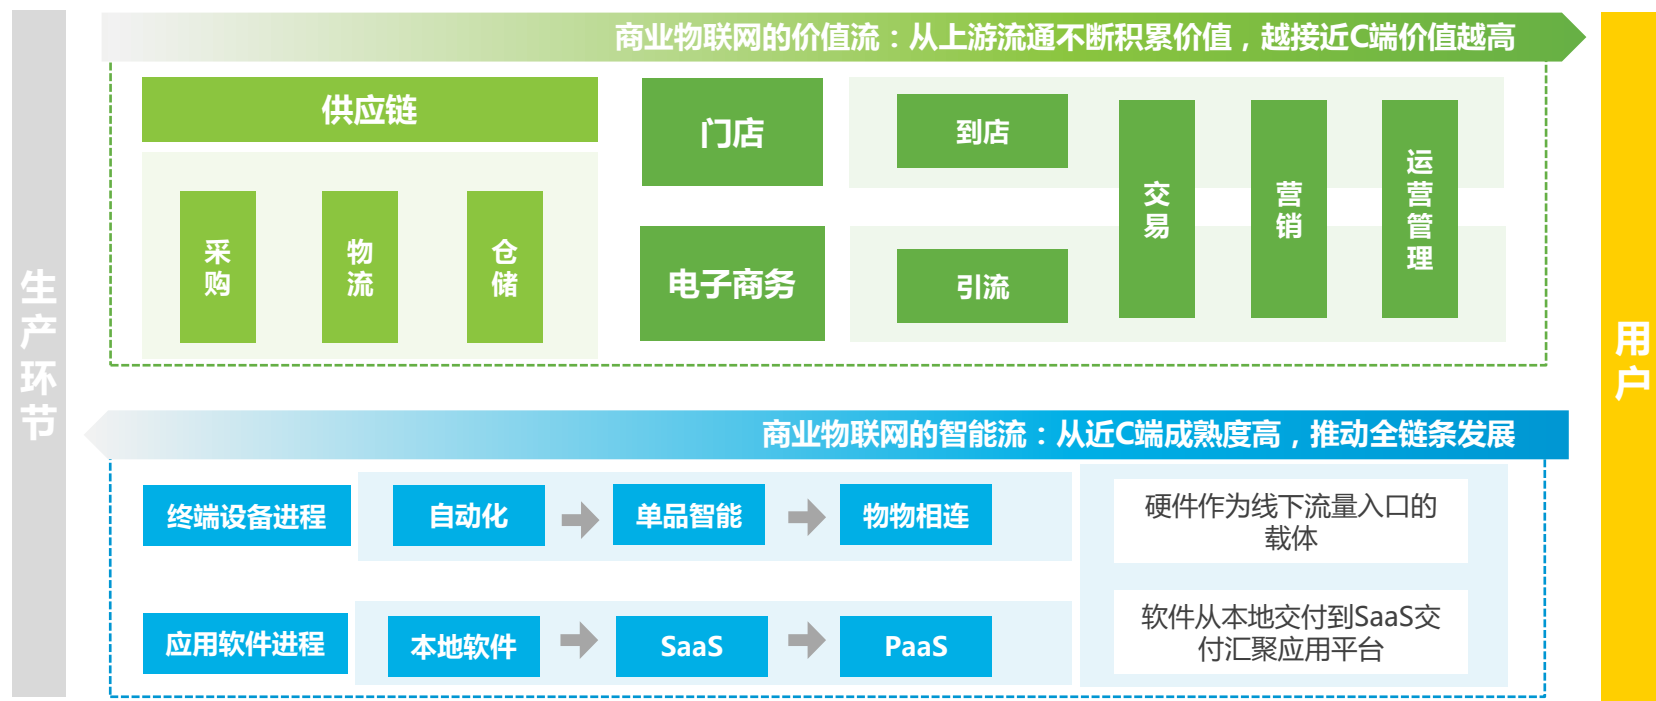 生产环节
商业物联网的价值流：从上游流通不断积累价值，越接近C端价值越高
供应链
采购
物流
仓储
门店
到店
电子商务
引流
交易
营销
运营管理
用户
商业物联网的智能流：从近C端成熟度高，推动全链条发展
终端设备进程
自动化
单品智能
物物相连
硬件作为线下流量入口的
载体
应用软件进程
本地软件
SaaS
PaaS
软件从本地交付到SaaS交
付汇聚应用平台